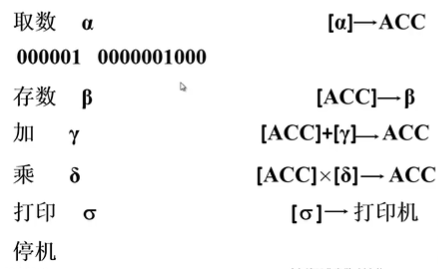 取数 α [α]→ACC
000001 0000001000
存数 β [ACC]→β
加 γ [ACC]+[γ]→ACC
乘 δ [ACC]×[δ]→ACC
打印 σ [σ]→打印机
停机